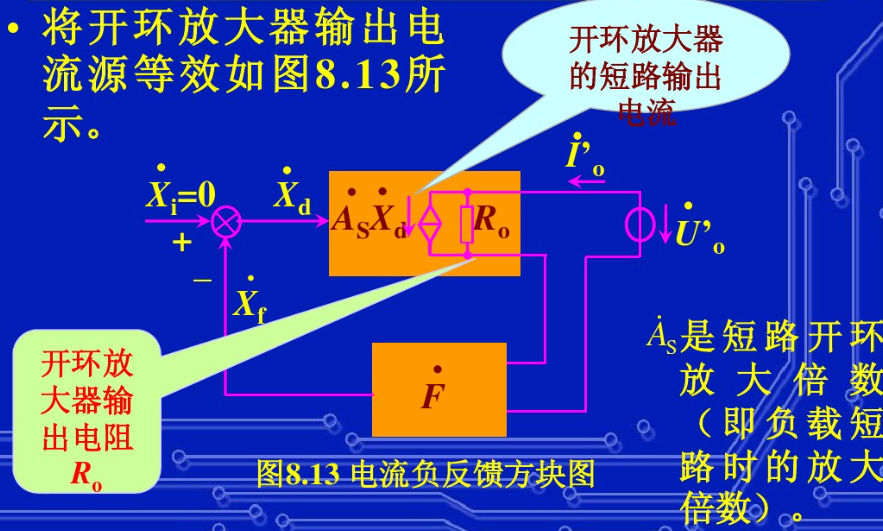 • 将开环放大器输出电
流源等效如图8.13所
示。
开环放大器
的短路输出
电流
İ'ₒ
Ẋᵢ=0
Ẋd
ȦₛẊd
Rₒ
U̇'ₒ
+
−
Ẋf
Ḟ
开环放
大器输
出电阻
Rₒ
Ȧₛ是短路开环
放大倍数
（即负载短
路时的放大
倍数）。
图8.13 电流负反馈方块图